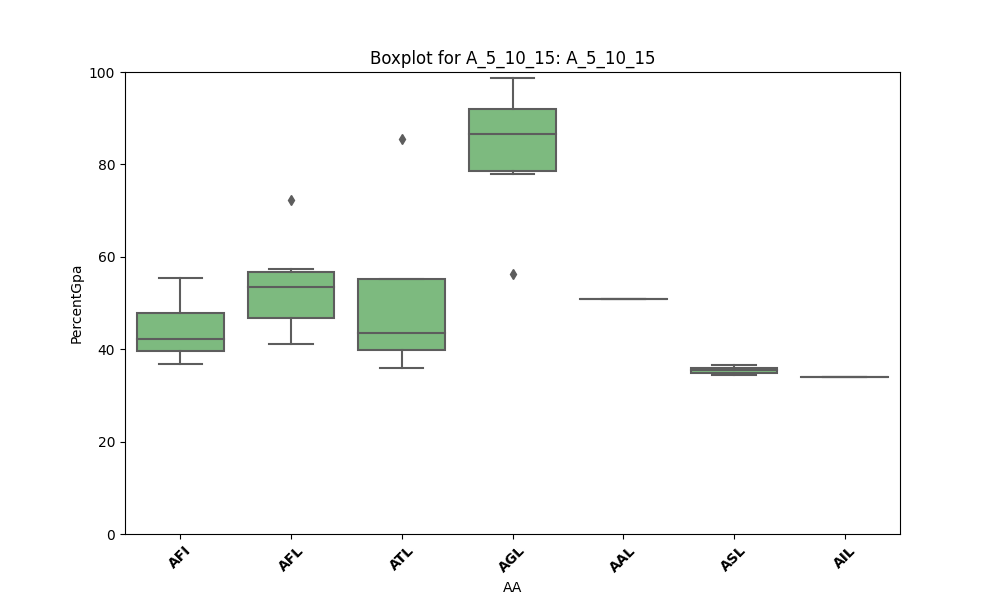 Boxplot for A_5_10_15: A_5_10_15
100
80
60
40
20
0
PercentGpa
AFI
AFL
ATL
AGL
AAL
ASL
AIL
AA